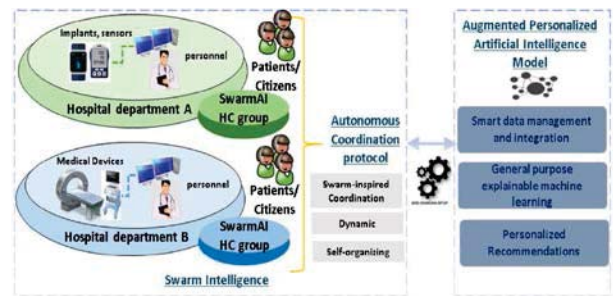 Implants, sensors
personnel
Hospital department A
SwarmAI
HC group
Patients/
Citizens
Medical Devices
personnel
Hospital department B
SwarmAI
HC group
Patients/
Citizens
Swarm Intelligence
Autonomous
Coordination
protocol
Swarm-inspired
Coordination
Dynamic
Self-organizing
Augmented Personalized
Artificial Intelligence
Model
Smart data management
and integration
General purpose
explainable machine
learning
Personalized
Recommendations